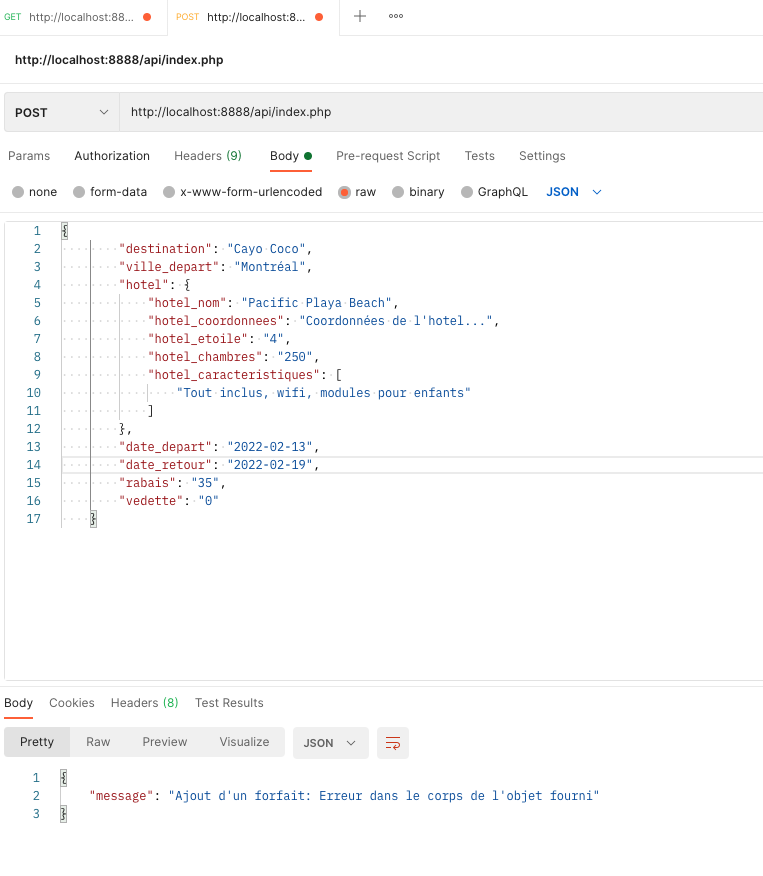 GET http://localhost:88... POST http://localhost:8...
http://localhost:8888/api/index.php
POST http://localhost:8888/api/index.php
Params Authorization Headers (9) Body Pre-request Script Tests Settings
none form-data x-www-form-urlencoded raw binary GraphQL JSON
1 {
2 "destination": "Cayo Coco",
3 "ville_depart": "Montréal",
4 "hotel": {
5 "hotel_nom": "Pacific Playa Beach",
6 "hotel_coordonnees": "Coordonnées de l'hotel...",
7 "hotel_etoile": "4",
8 "hotel_chambres": "250",
9 "hotel_caracteristiques": [
10 "Tout inclus, wifi, modules pour enfants"
11 ]
12 },
13 "date_depart": "2022-02-13",
14 "date_retour": "2022-02-19",
15 "rabais": "35",
16 "vedette": "0"
17 }
Body Cookies Headers (8) Test Results
Pretty Raw Preview Visualize JSON
1 {
2 "message": "Ajout d'un forfait: Erreur dans le corps de l'objet fourni"
3 }